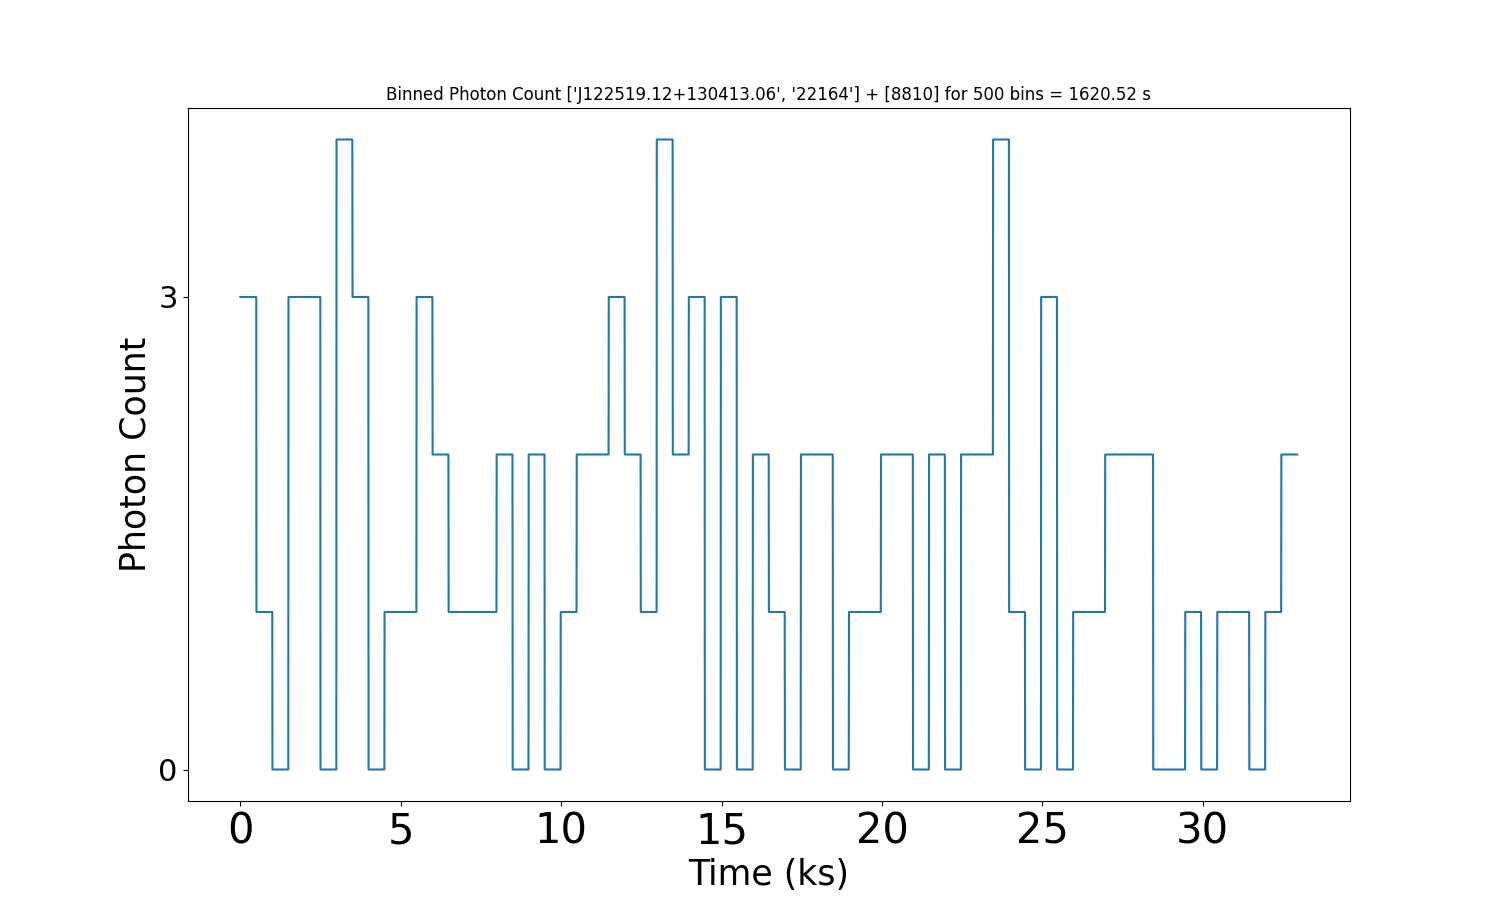 Binned Photon Count ['J122519.12+130413.06', '22164'] + [8810] for 500 bins = 1620.52 s
Photon Count
3
0
0 5 10 15 20 25 30
Time (ks)